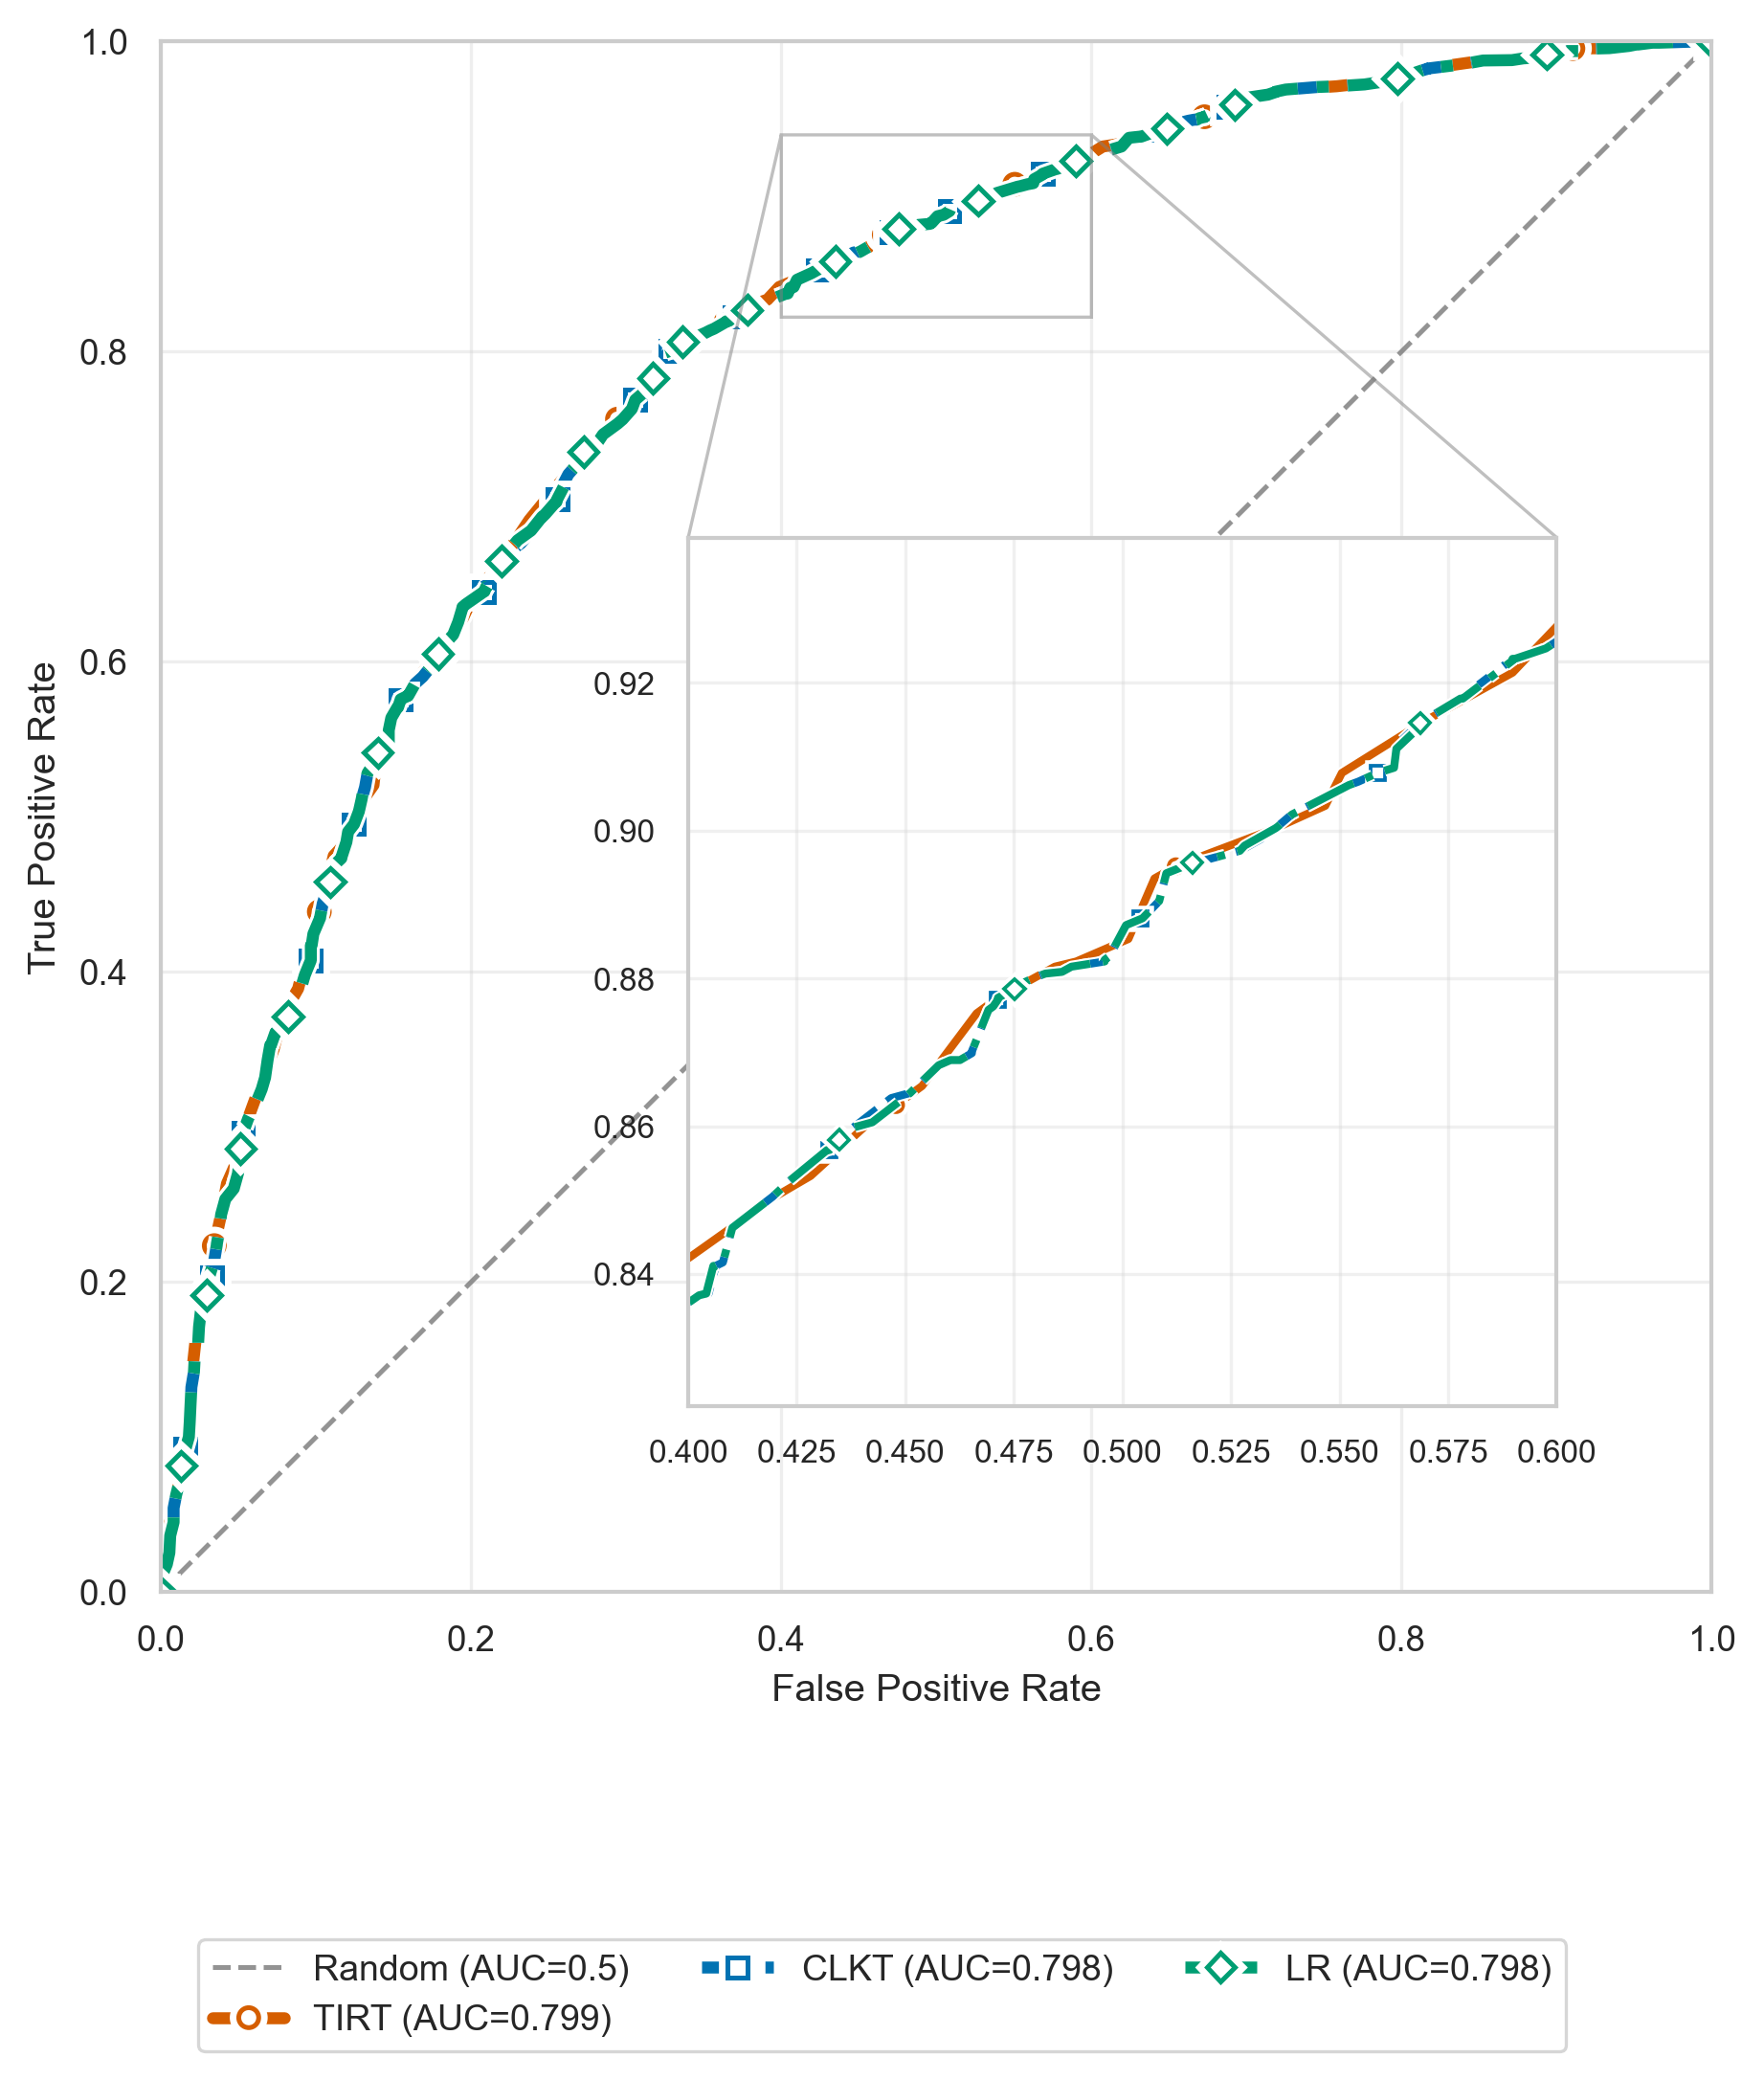 1.0
0.8
0.6
0.4
0.2
0.0
True Positive Rate
0.92
0.90
0.88
0.86
0.84
0.400 0.425 0.450 0.475 0.500 0.525 0.550 0.575 0.600
0.0 0.2 0.4 0.6 0.8 1.0
False Positive Rate
Random (AUC=0.5) CLKT (AUC=0.798) LR (AUC=0.798)
TIRT (AUC=0.799)